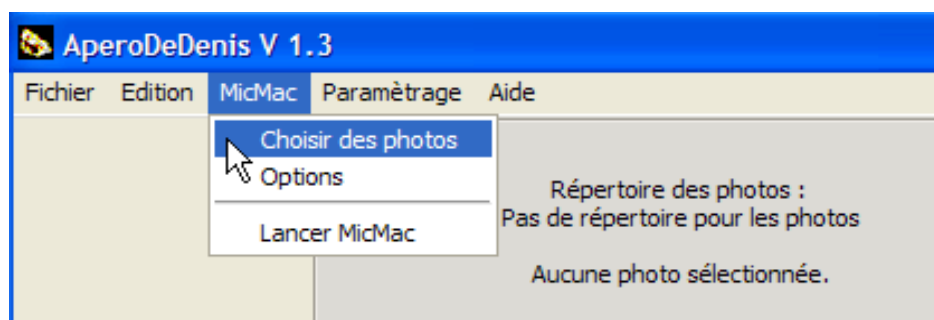 AperoDeDenis V 1.3
Fichier Edition MicMac Paramètrage Aide
Choisir des photos
Options
Lancer MicMac
Répertoire des photos :
Pas de répertoire pour les photos
Aucune photo sélectionnée.